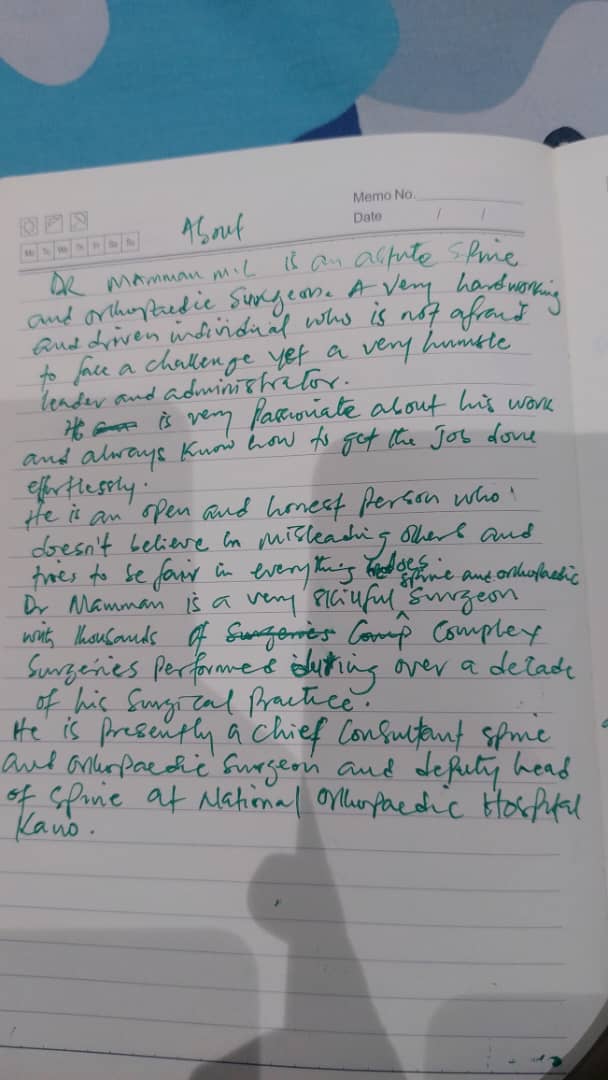 Memo No.
Date / /
Mo Tu We Th Fr Sa Su
About
DR Mamman M.L is an astute spine
and orthopaedic Surgeon. A very hardworking
and driven individual who is not afraid
to face a challenge yet a very humble
leader and administrator.
He is very passionate about his work
and always know how to get the job done
effortlessly.
He is an open and honest person who
doesn't believe in misleading others and
tries to be fair in everything he does.
Dr Mamman is a very skillful ^ spine and orthopaedic Surgeon
with thousands of Surgeries Comp Complex
Surgeries performed during over a decade
of his Surgical Practice.
He is presently a chief Consultant spine
and orthopaedic Surgeon and deputy head
of spine at National Orthopaedic Hospital
Kano.